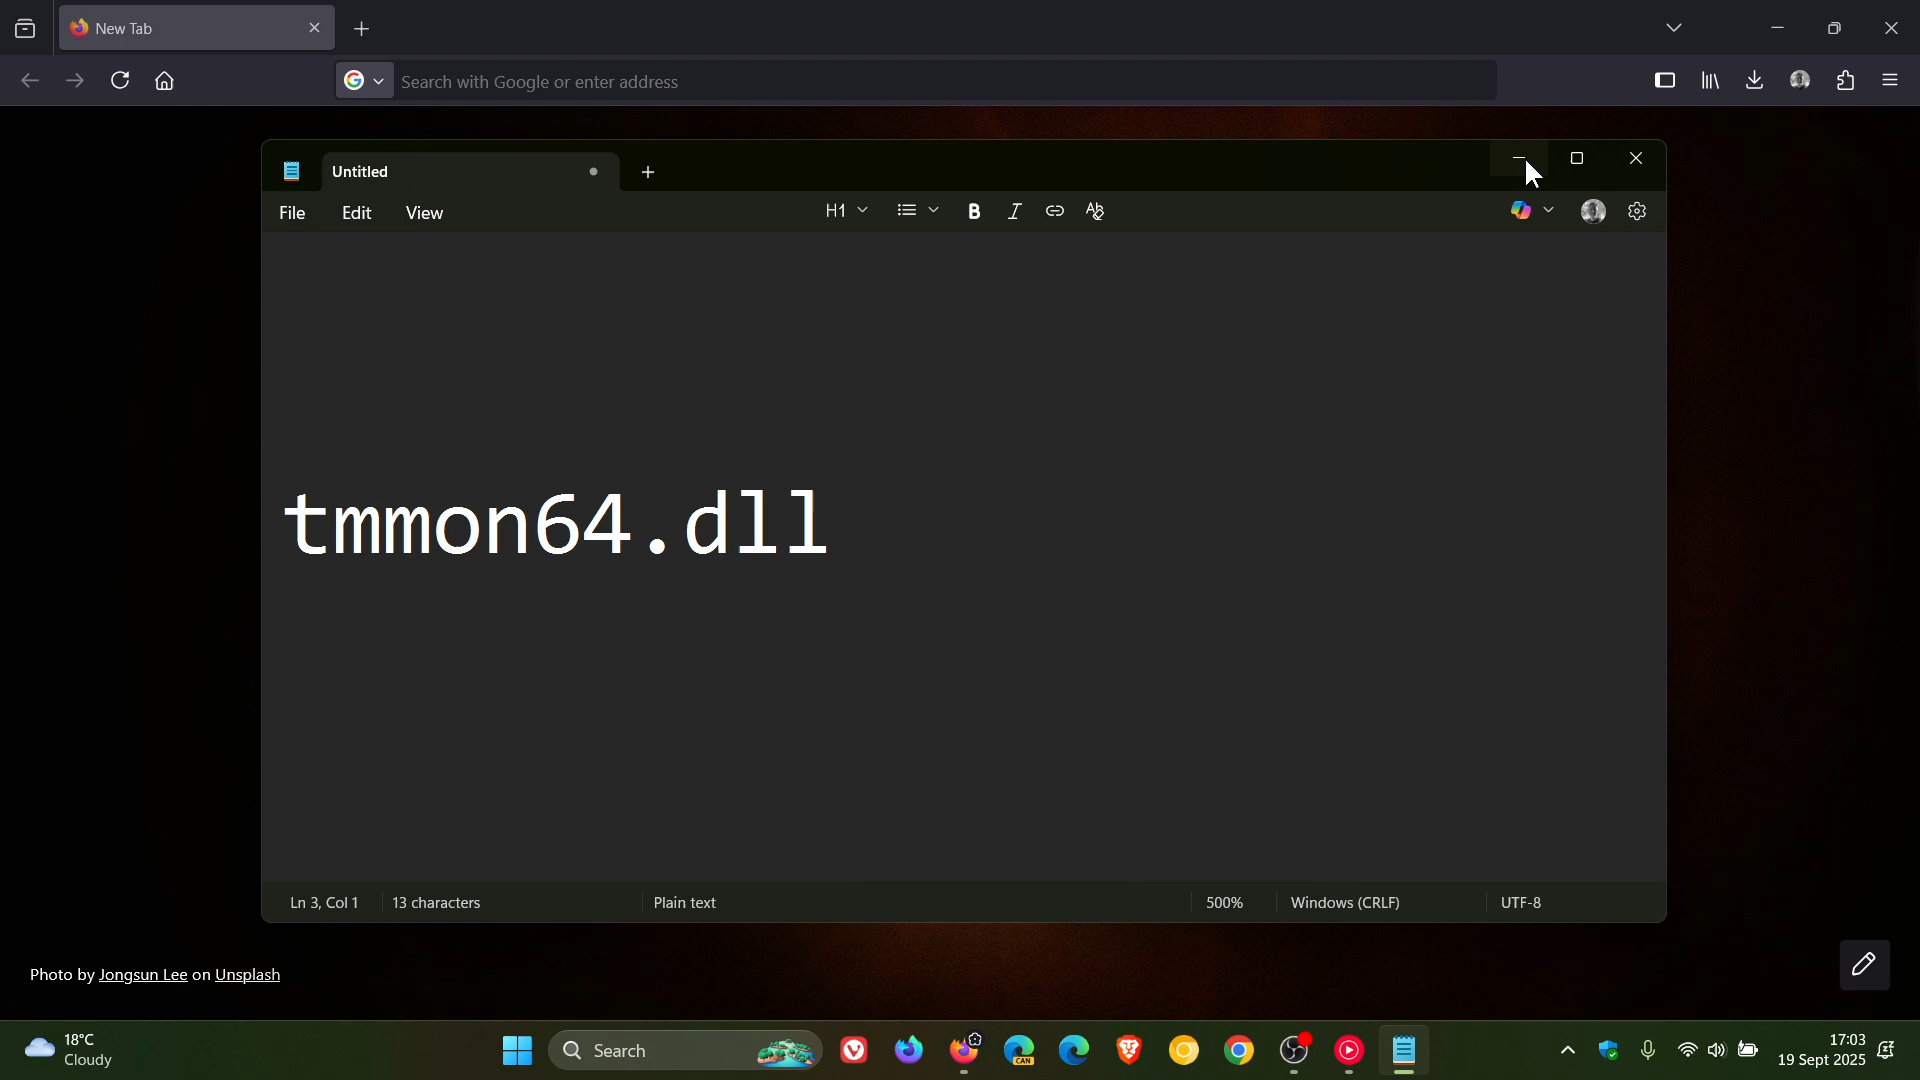 New Tab
Search with Google or enter address
Untitled
File Edit View H1 B I
tmmon64.dll
Ln 3, Col 1 13 characters Plain text 500% Windows (CRLF) UTF-8
Photo by Jongsun Lee on Unsplash
18°C
Cloudy
Search
CAN
17:03
19 Sept 2025